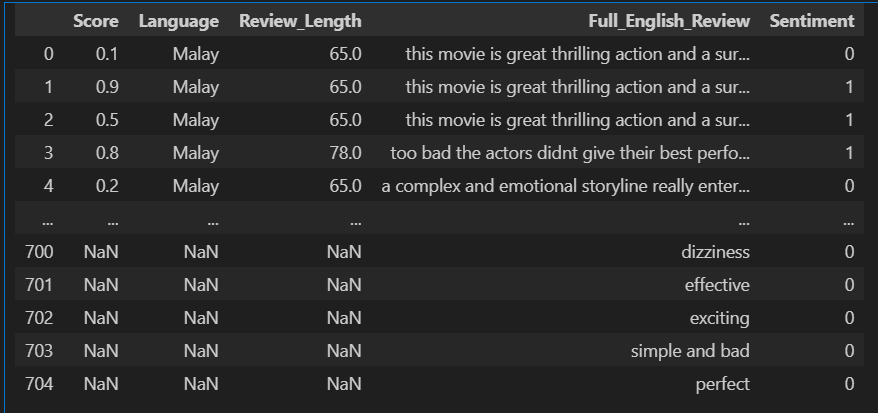 Score Language Review_Length Full_English_Review Sentiment
0 0.1 Malay 65.0 this movie is great thrilling action and a sur... 0
1 0.9 Malay 65.0 this movie is great thrilling action and a sur... 1
2 0.5 Malay 65.0 this movie is great thrilling action and a sur... 1
3 0.8 Malay 78.0 too bad the actors didnt give their best perfo... 1
4 0.2 Malay 65.0 a complex and emotional storyline really enter... 0
... ... ... ... ... ...
700 NaN NaN NaN dizziness 0
701 NaN NaN NaN effective 0
702 NaN NaN NaN exciting 0
703 NaN NaN NaN simple and bad 0
704 NaN NaN NaN perfect 0